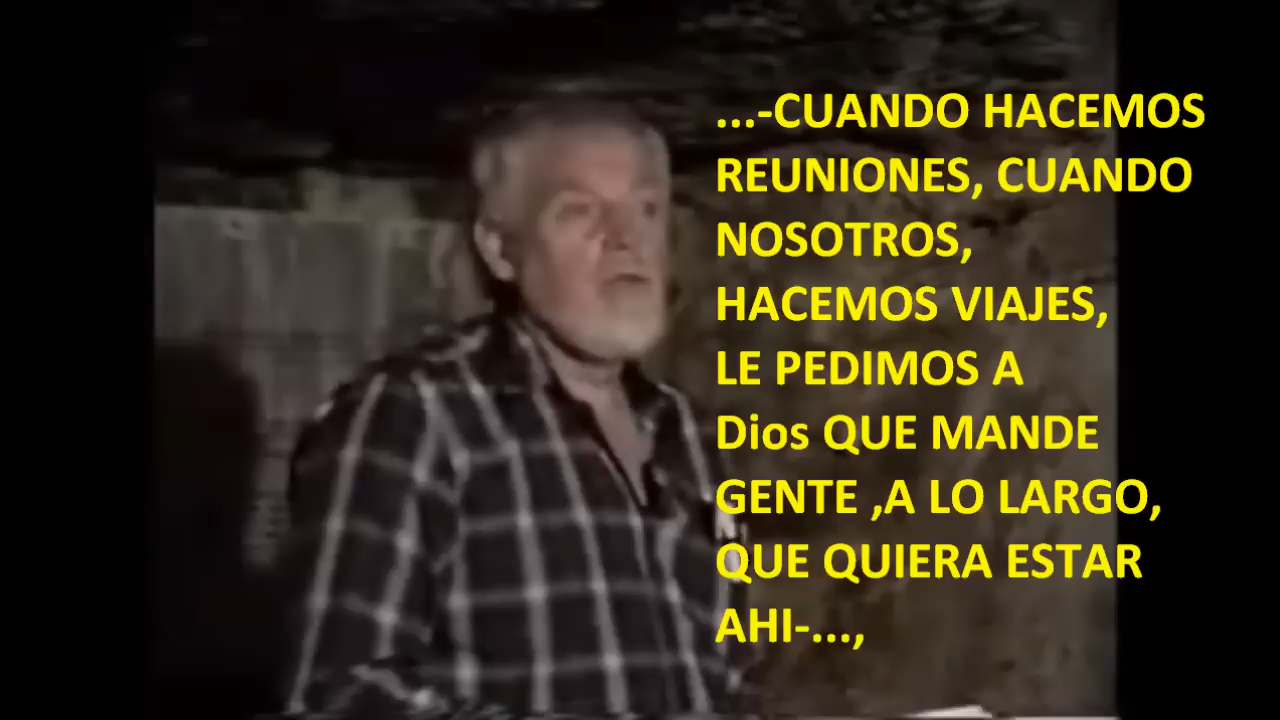 ...-CUANDO HACEMOS
REUNIONES, CUANDO
NOSOTROS,
HACEMOS VIAJES,
LE PEDIMOS A
Dios QUE MANDE
GENTE ,A LO LARGO,
QUE QUIERA ESTAR
AHI-...,